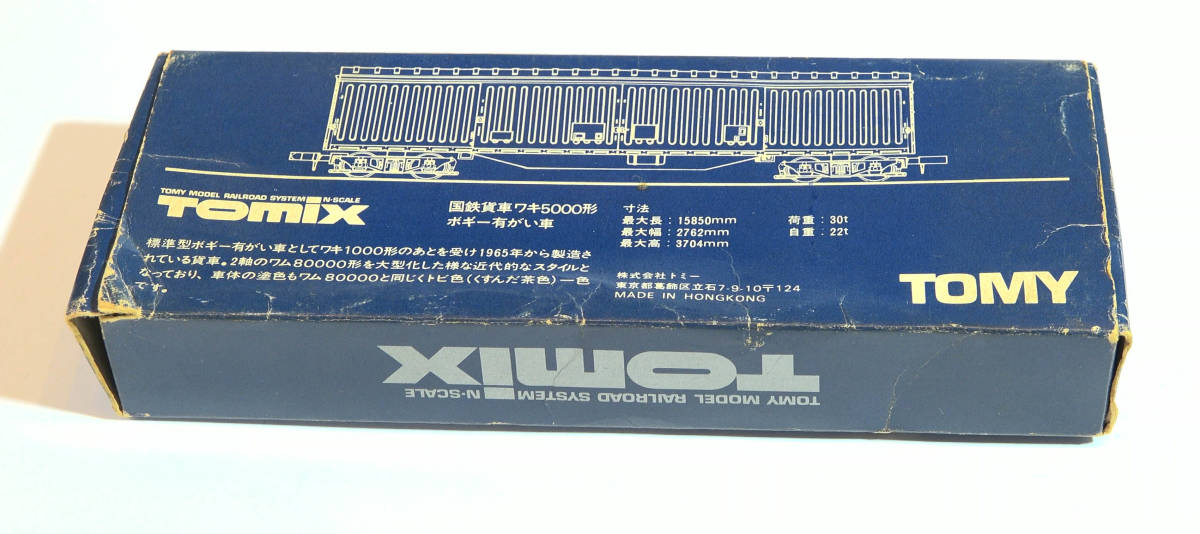 TOMY MODEL RAILROAD SYSTEM N-SCALE
TOMIX
国鉄貨車ワキ5000形
ボギー有がい車
標準型ボギー有がい車としてワキ1000形のあとを受け1965年から製造さ
れている貨車。2軸のワム80000形を大型化した様な近代的なスタイルと
なっており、車体の塗色もワム80000と同じくトビ色(くすんだ茶色)一色
です。
寸法
最大長:15850mm 荷重:30t
最大幅:2762mm 自重:22t
最大高:3704mm
株式会社トミー
東京都葛飾区立石7-9-10〒124
MADE IN HONGKONG
TOMY
TOMIX
TOMY MODEL RAILROAD SYSTEM N-SCALE